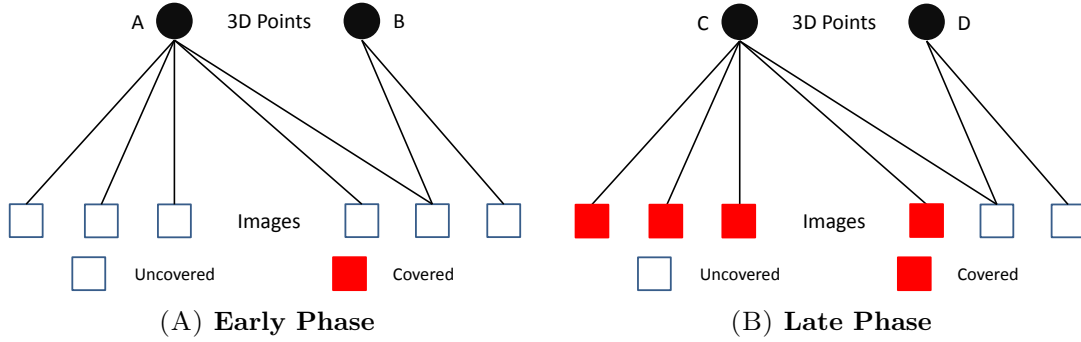 A 3D Points B
Images
Uncovered Covered
(A) Early Phase
C 3D Points D
Images
Uncovered Covered
(B) Late Phase